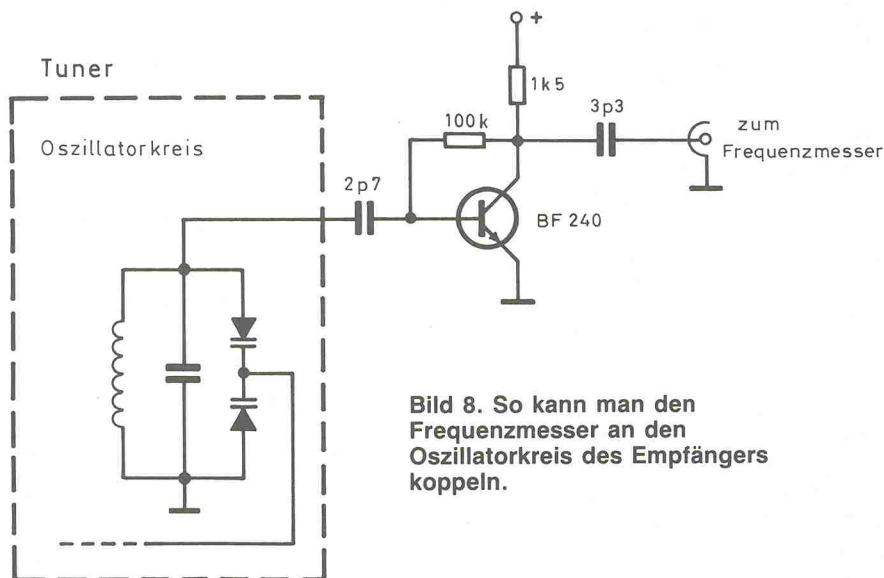 +
Tuner
1k5
100k
3p3
zum
Frequenzmesser
Oszillatorkreis
2p7
BF 240
Bild 8. So kann man den
Frequenzmesser an den
Oszillatorkreis des Empfängers
koppeln.